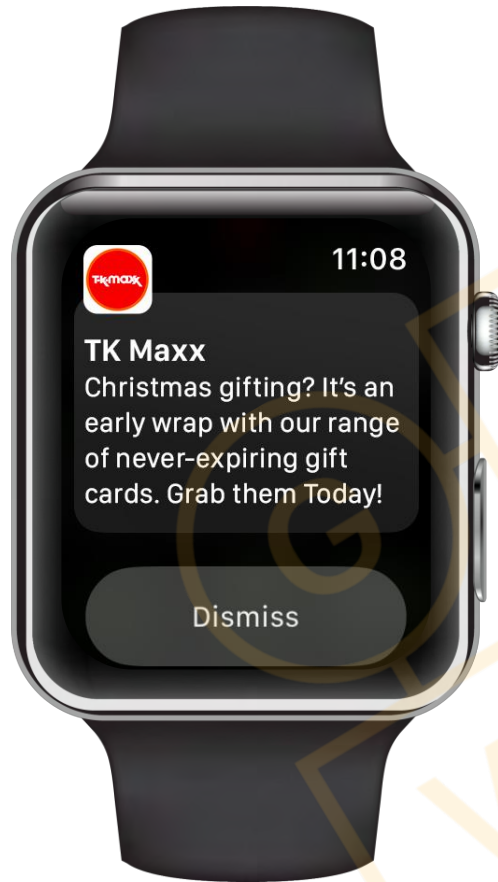 TK Maxx
11:08
TK Maxx
Christmas gifting? It's an
early wrap with our range
of never-expiring gift
cards. Grab them Today!
Dismiss
G